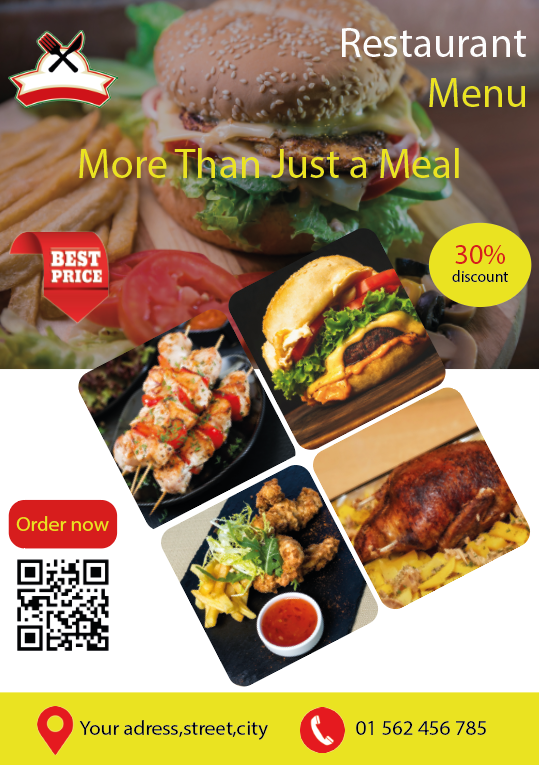 Restaurant
Menu
More Than Just a Meal
BEST
PRICE
30%
discount
Order now
Your adress,street,city
01 562 456 785